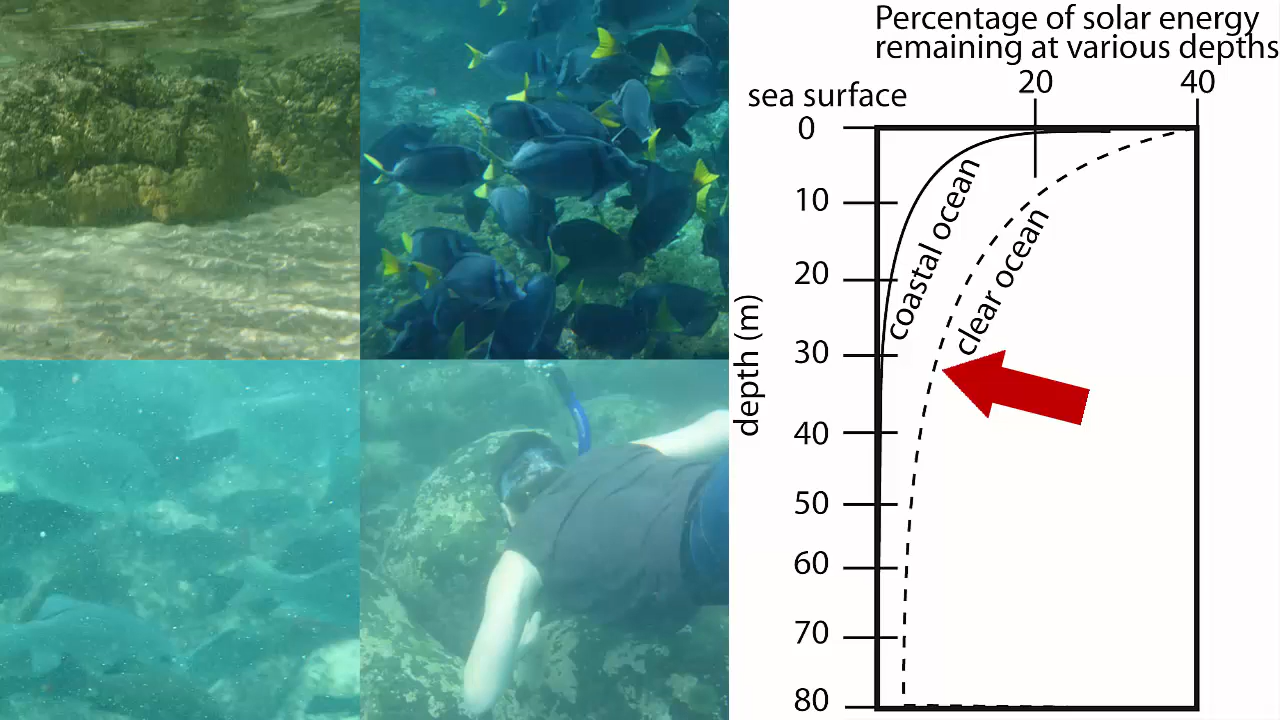 Percentage of solar energy
remaining at various depths
20
40
sea surface
0
10
20
30
40
50
60
70
80
depth (m)
coastal ocean
clear ocean